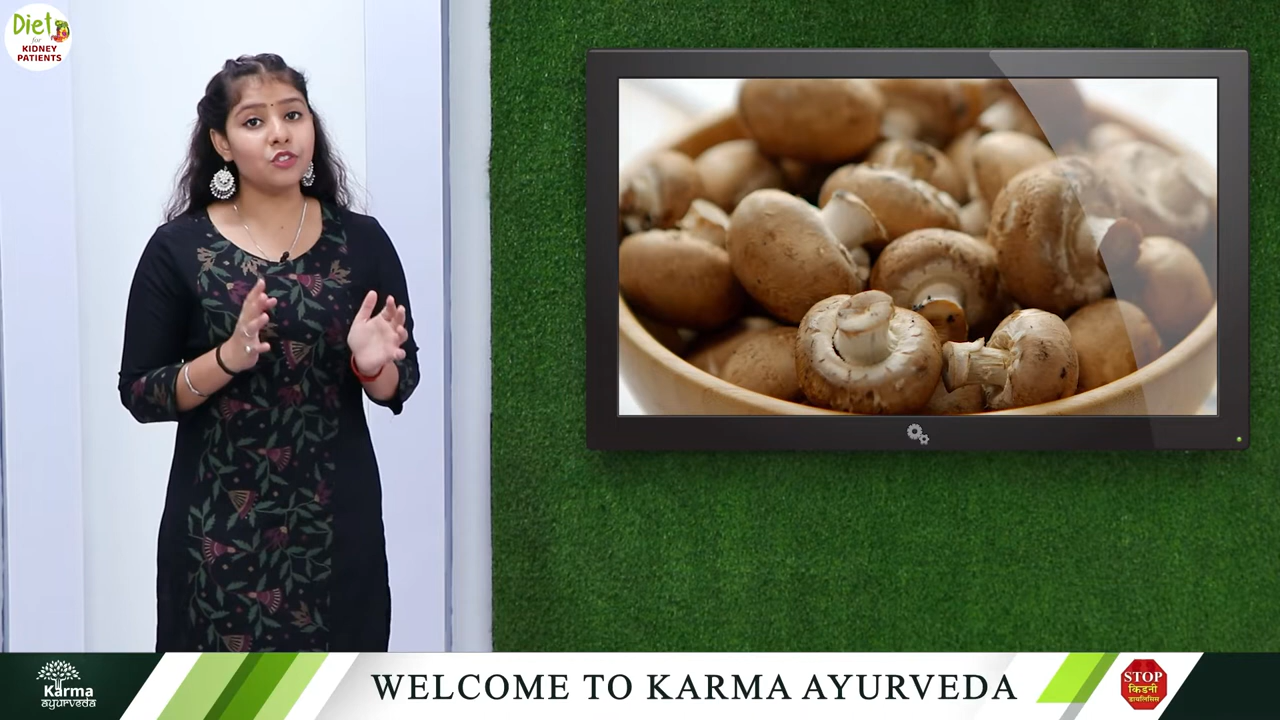 Diet
for
KIDNEY
PATIENTS
WELCOME TO KARMA AYURVEDA
Karma
ayurveda
STOP
किडनी
डायलिसिस